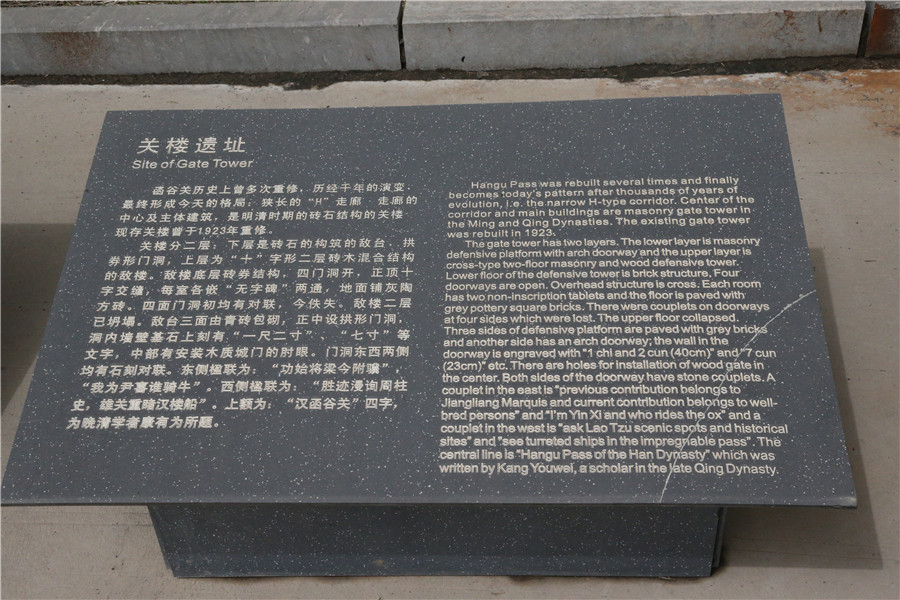 关楼遗址
Site of Gate Tower
函谷关历史上曾多次重修，历经千年的演变，
最终形成今天的格局：狭长的“H”走廊 走廊的
中心及主体建筑，是明清时期的砖石结构的关楼
现存关楼曾于1923年重修。
关楼分二层：下层是砖石的构筑的敌台、拱
券形门洞，上层为“十”字形二层砖木混合结构
的敌楼。敌楼底层砖券结构，四门洞开，正顶十
字交缝，每室各嵌“无字碑”两通，地面铺灰陶
方砖。四面门洞初均有对联，今佚失。敌楼二层
已坍塌。敌台三面由青砖包砌，正中设拱形门洞，
洞内墙壁基石上刻有“一尺二寸”、“七寸”等
文字，中部有安装木质城门的肘眼。门洞东西两侧
均有石刻对联。东侧楹联为：“功始将梁今附骥”，
“我为尹喜谁骑牛”。西侧楹联为：“胜迹漫询周柱
史，雄关重睹汉楼船”。上额为：“汉函谷关”四字，
为晚清学者康有为所题。
Hangu Pass was rebuilt several times and finally
becomes today's pattern after thousands of years of
evolution, i.e. the narrow H-type corridor. Center of the
corridor and main buildings are masonry gate tower in
the Ming and Qing Dynasties. The existing gate tower
was rebuilt in 1923.
The gate tower has two layers. The lower layer is masonry
defensive platform with arch doorway and the upper layer is
cross-type two-floor masonry and wood defensive tower.
Lower floor of the defensive tower is brick structure, Four
doorways are open. Overhead structure is cross. Each room
has two non-inscription tablets and the floor is paved with
grey pottery square bricks. There were couplets on doorways
at four sides which were lost. The upper floor collapsed.
Three sides of defensive platform are paved with grey bricks
and another side has an arch doorway; the wall in the
doorway is engraved with "1 chi and 2 cun (40cm)" and "7 cun
(23cm)" etc. There are holes for installation of wood gate in
the center. Both sides of the doorway have stone couplets. A
couplet in the east is "previous contribution belongs to
Jiangliang Marquis and current contribution belongs to well-
bred persons" and "I'm Yin Xi and who rides the ox" and a
couplet in the west is "ask Lao Tzu scenic spots and historical
sites" and "see turreted ships in the impregnable pass". The
central line is "Hangu Pass of the Han Dynasty" which was
written by Kang Youwei, a scholar in the late Qing Dynasty.